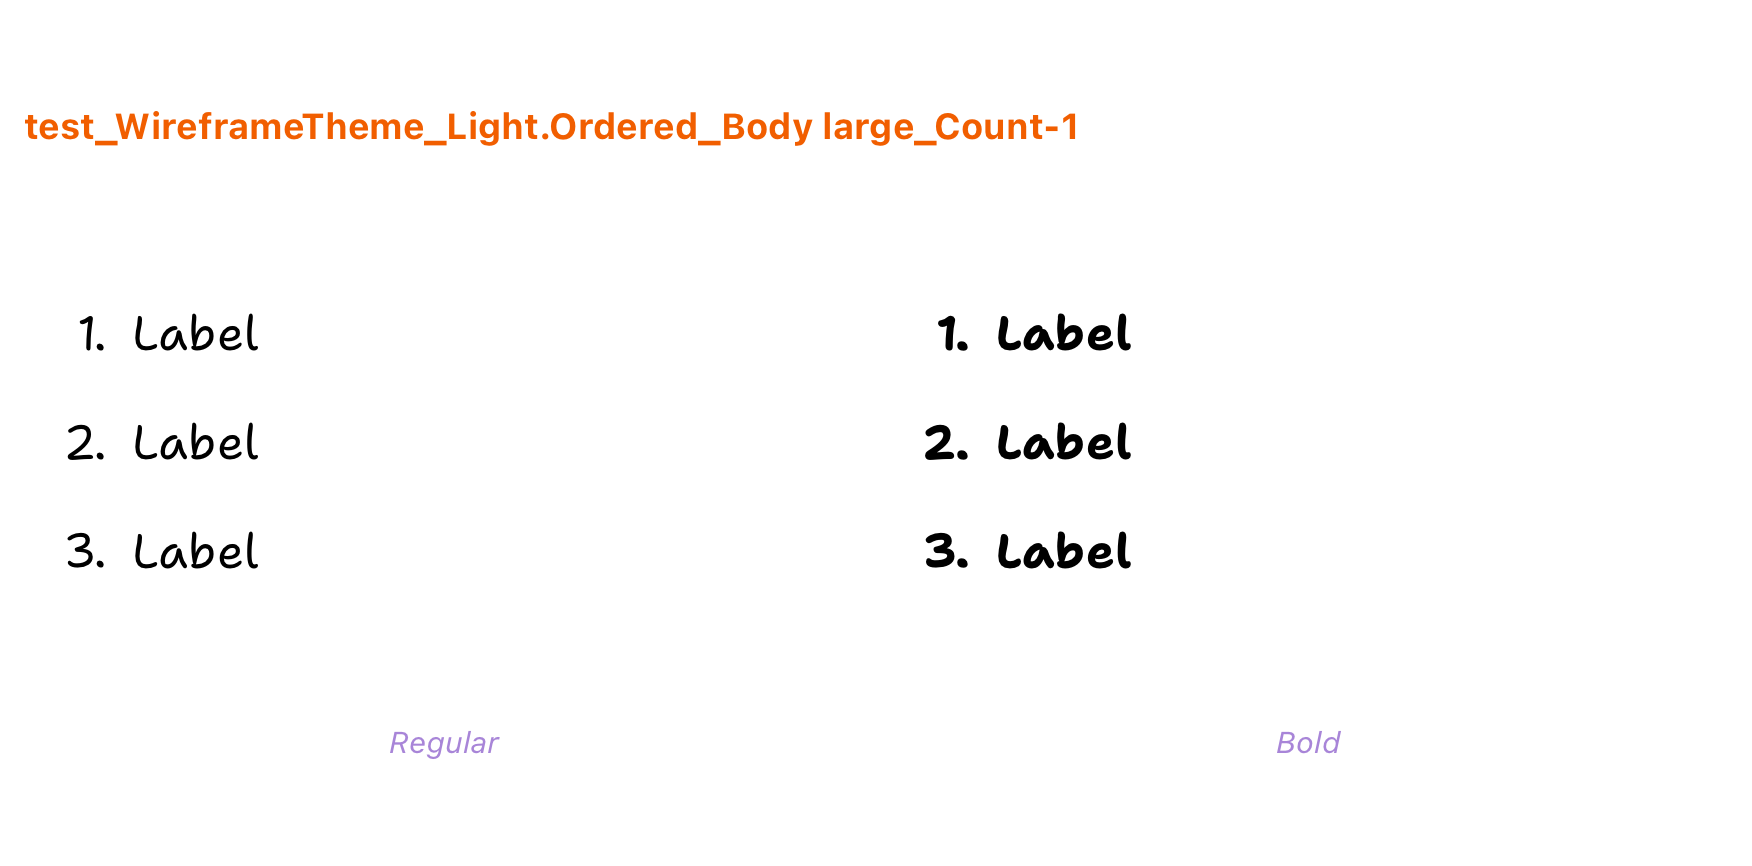 test_WireframeTheme_Light.Ordered_Body large_Count-1
1. Label
2. Label
3. Label
Regular
1. Label
2. Label
3. Label
Bold